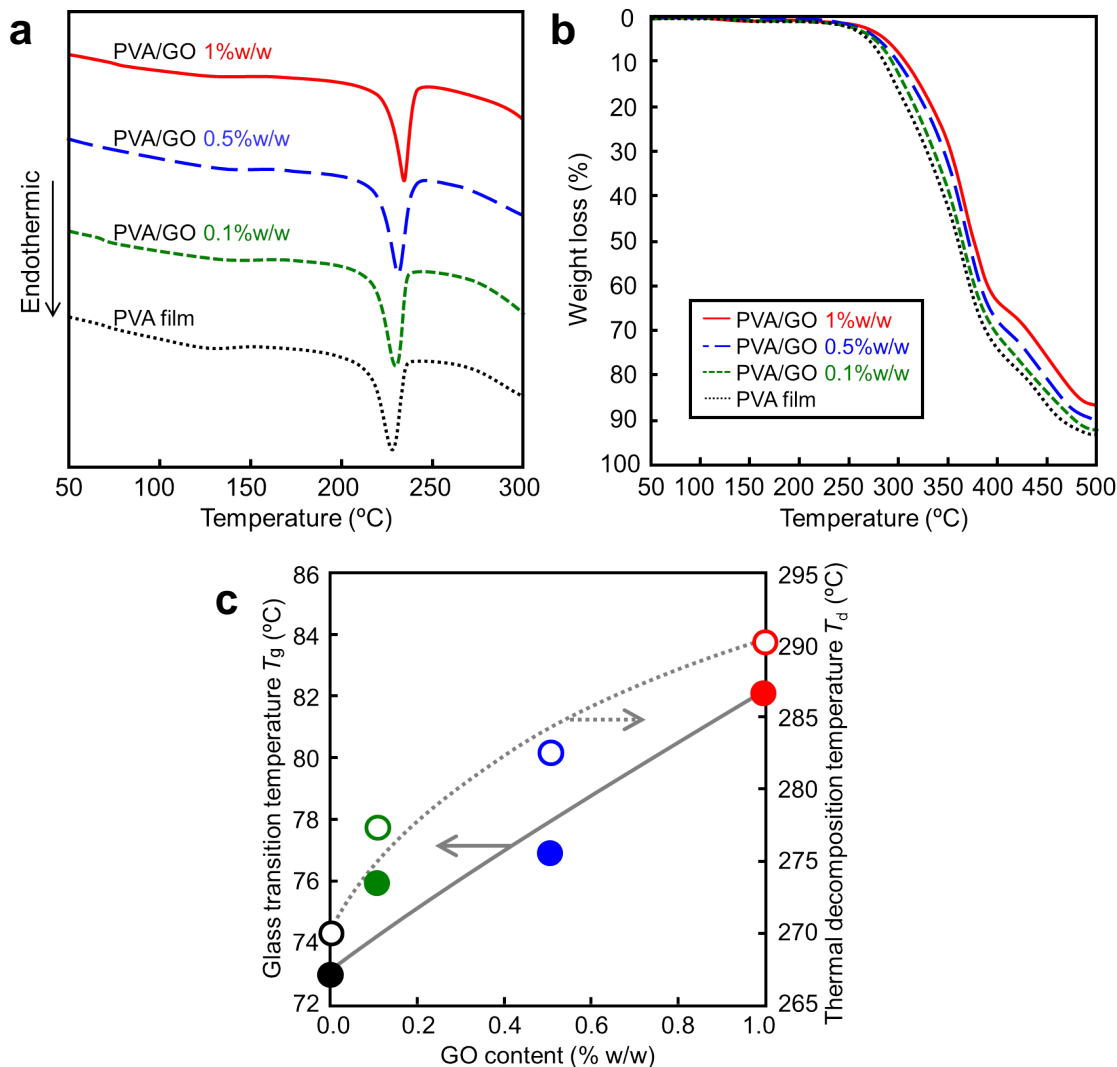 a
PVA/GO 1%w/w
PVA/GO 0.5%w/w
PVA/GO 0.1%w/w
PVA film
Endothermic
50 100 150 200 250 300
Temperature (ºC)
b
0
10
20
30
40
50
60
70
80
90
100
Weight loss (%)
PVA/GO 1%w/w
PVA/GO 0.5%w/w
PVA/GO 0.1%w/w
PVA film
50 100 150 200 250 300 350 400 450 500
Temperature (ºC)
c
86
84
82
80
78
76
74
72
Glass transition temperature Tg (ºC)
295
290
285
280
275
270
265
Thermal decomposition temperature Td (ºC)
0.0 0.2 0.4 0.6 0.8 1.0
GO content (% w/w)